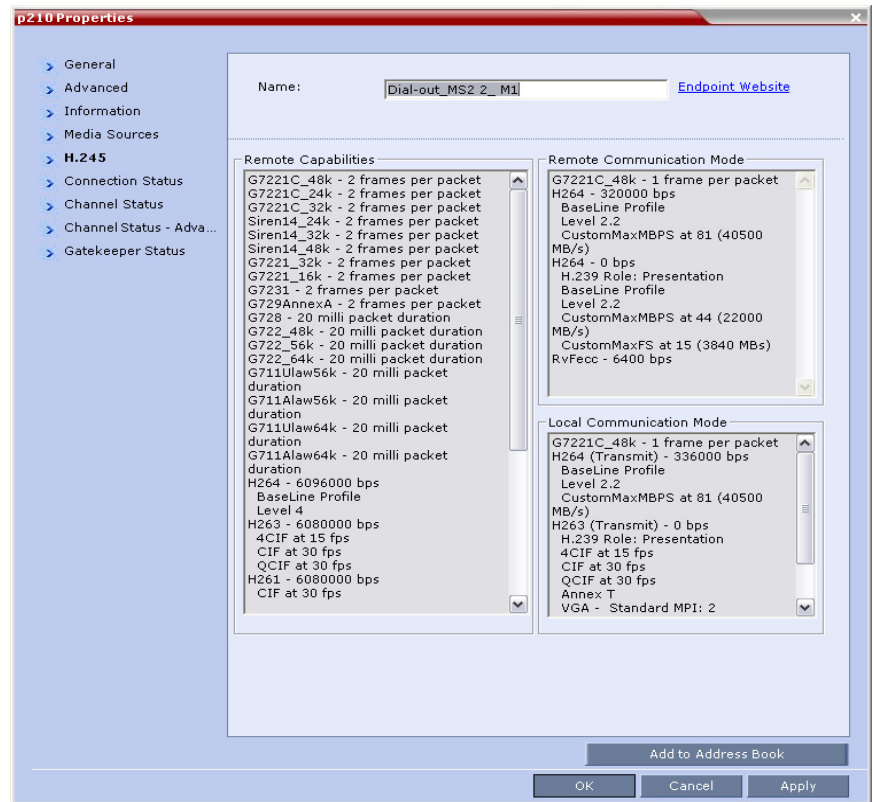 p210 Properties
General
Advanced
Information
Media Sources
H.245
Connection Status
Channel Status
Channel Status - Adva...
Gatekeeper Status
Name:
Dial-out_MS2 2_ M1
Endpoint Website
Remote Capabilities
G7221C_48k - 2 frames per packet
G7221C_24k - 2 frames per packet
G7221C_32k - 2 frames per packet
Siren14_24k - 2 frames per packet
Siren14_32k - 2 frames per packet
Siren14_48k - 2 frames per packet
G7221_32k - 2 frames per packet
G7221_16k - 2 frames per packet
G7231 - 2 frames per packet
G729AnnexA - 2 frames per packet
G728 - 20 milli packet duration
G722_48k - 20 milli packet duration
G722_56k - 20 milli packet duration
G722_64k - 20 milli packet duration
G711Ulaw56k - 20 milli packet
duration
G711Alaw56k - 20 milli packet
duration
G711Ulaw64k - 20 milli packet
duration
G711Alaw64k - 20 milli packet
duration
H264 - 6096000 bps
BaseLine Profile
Level 4
H263 - 6080000 bps
4CIF at 15 fps
CIF at 30 fps
QCIF at 30 fps
H261 - 6080000 bps
CIF at 30 fps
Remote Communication Mode
G7221C_48k - 1 frame per packet
H264 - 320000 bps
BaseLine Profile
Level 2.2
CustomMaxMBPS at 81 (40500
MB/s)
H264 - 0 bps
H.239 Role: Presentation
BaseLine Profile
Level 2.2
CustomMaxMBPS at 44 (22000
MB/s)
CustomMaxFS at 15 (3840 MBs)
RvFecc - 6400 bps
Local Communication Mode
G7221C_48k - 1 frame per packet
H264 (Transmit) - 336000 bps
BaseLine Profile
Level 2.2
CustomMaxMBPS at 81 (40500
MB/s)
H263 (Transmit) - 0 bps
H.239 Role: Presentation
4CIF at 15 fps
CIF at 30 fps
QCIF at 30 fps
Annex T
VGA - Standard MPI: 2
Add to Address Book
OK
Cancel
Apply